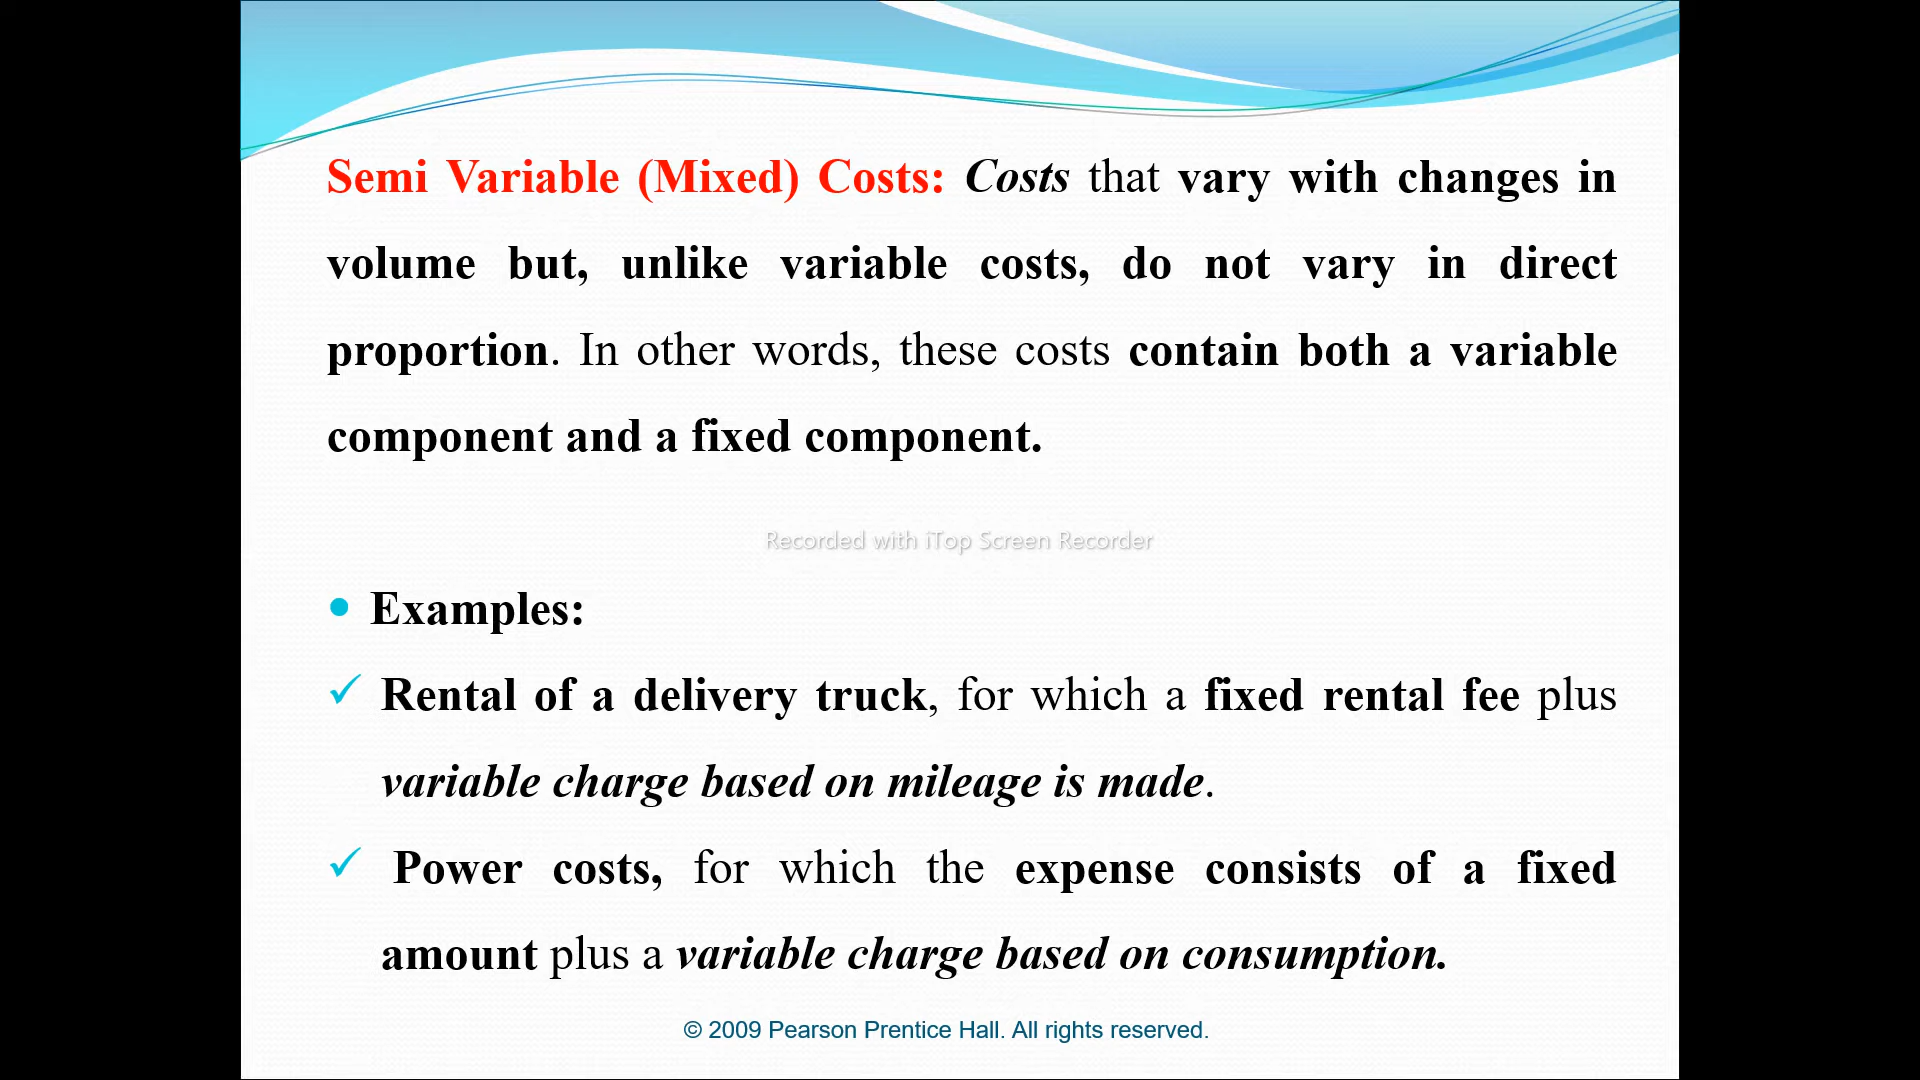 Semi Variable (Mixed) Costs: Costs that vary with changes in
volume but, unlike variable costs, do not vary in direct
proportion. In other words, these costs contain both a variable
component and a fixed component.
Recorded with iTop Screen Recorder
• Examples:
✓ Rental of a delivery truck, for which a fixed rental fee plus
variable charge based on mileage is made.
✓ Power costs, for which the expense consists of a fixed
amount plus a variable charge based on consumption.
© 2009 Pearson Prentice Hall. All rights reserved.